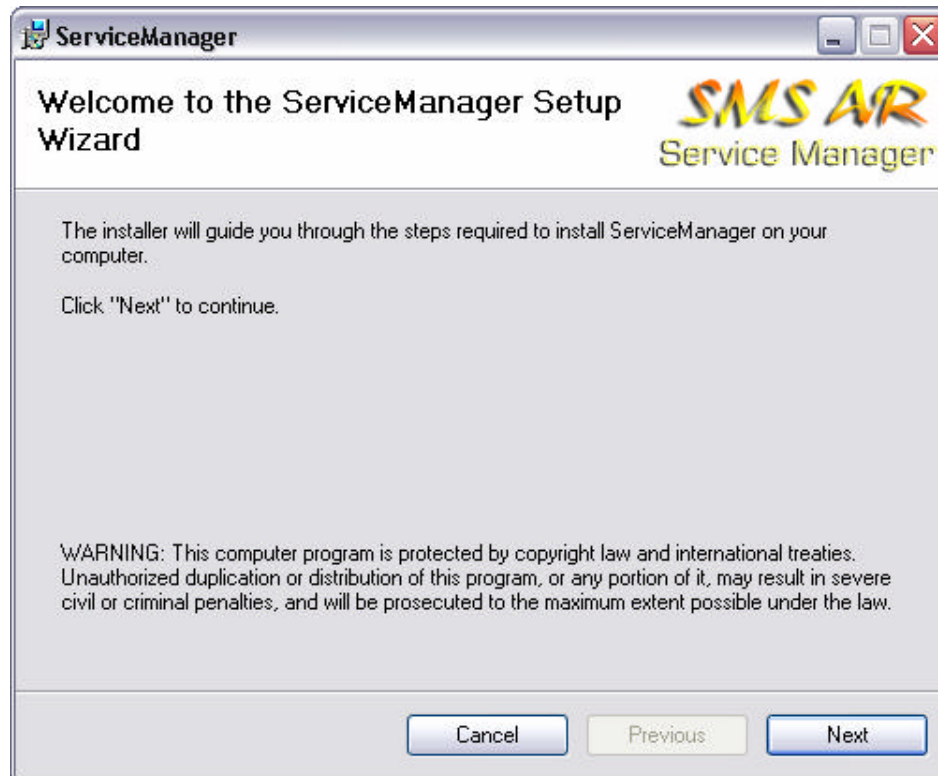 ServiceManager
Welcome to the ServiceManager Setup
Wizard
SMS AR
Service Manager
The installer will guide you through the steps required to install ServiceManager on your
computer.
Click "Next" to continue.
WARNING: This computer program is protected by copyright law and international treaties.
Unauthorized duplication or distribution of this program, or any portion of it, may result in severe
civil or criminal penalties, and will be prosecuted to the maximum extent possible under the law.
Cancel
Previous
Next